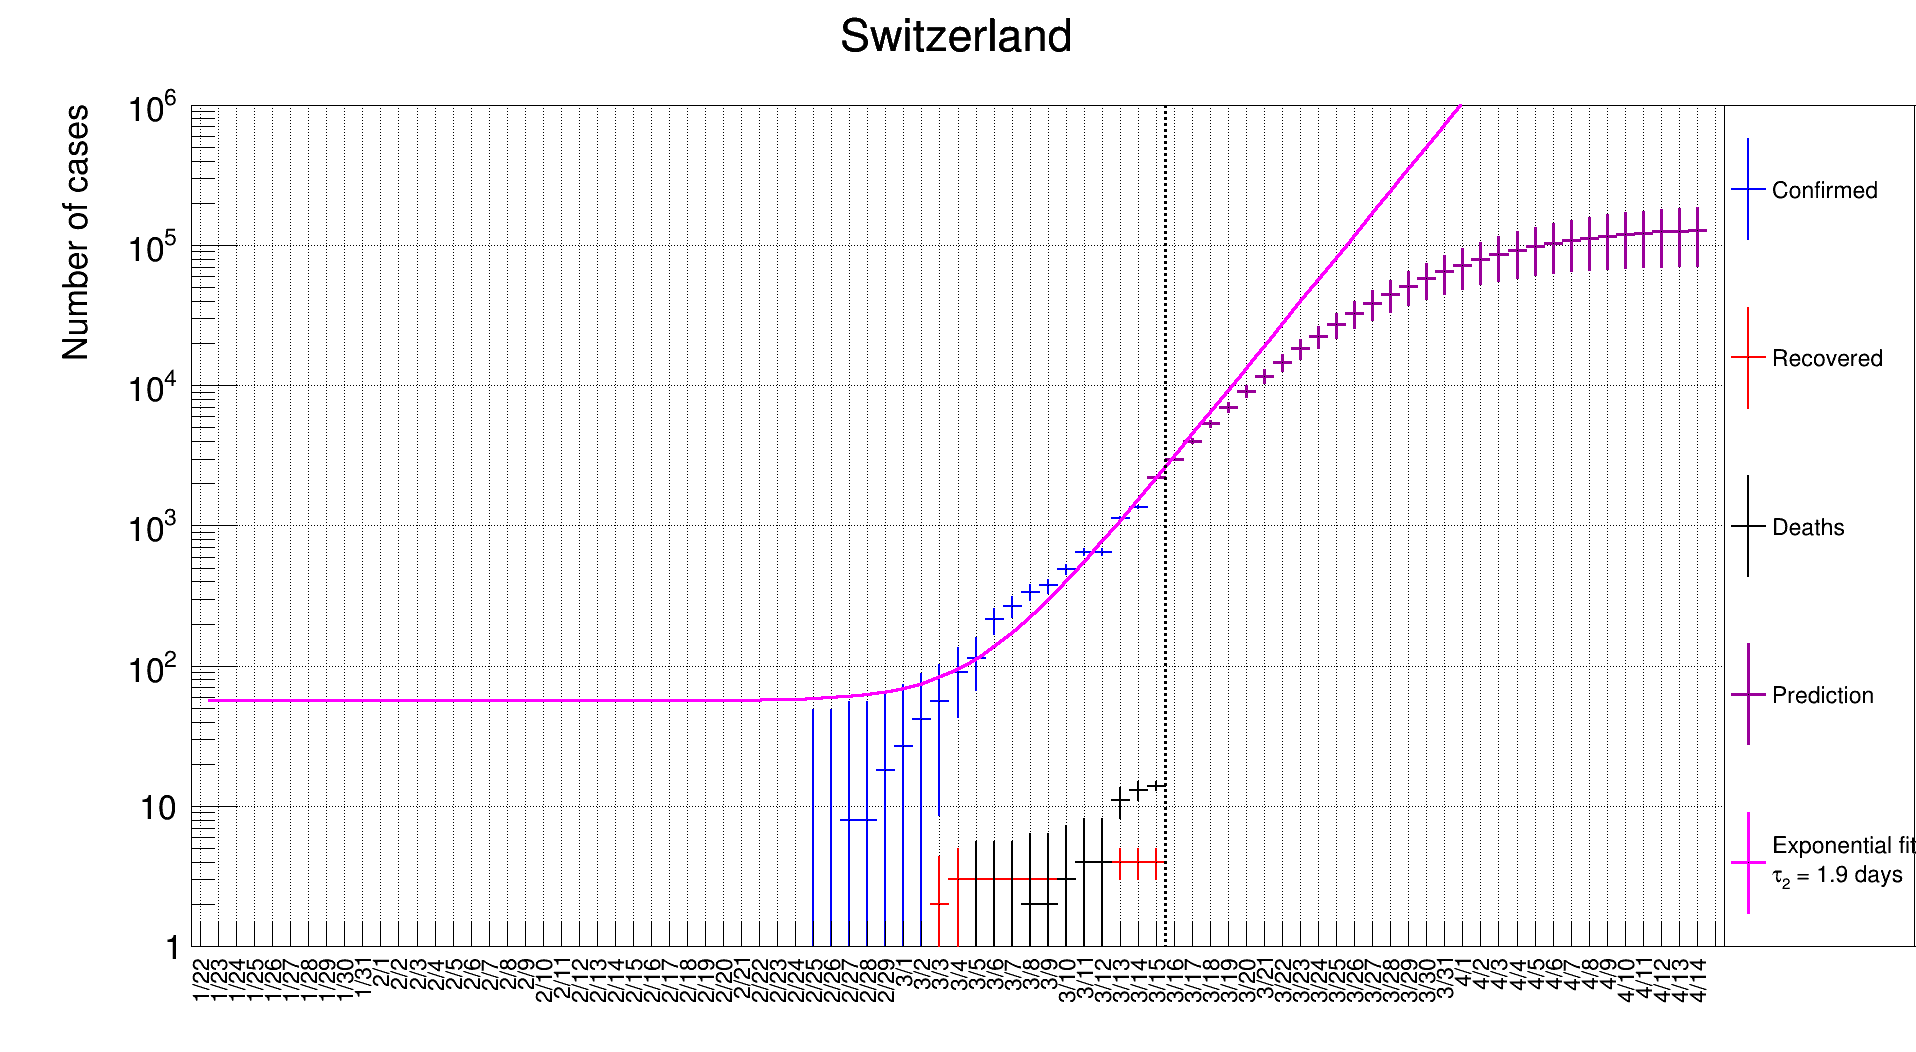 Switzerland
Number of cases
10^6
10^5
10^4
10^3
10^2
10
1
1/22 1/23 1/24 1/25 1/26 1/27 1/28 1/29 1/30 1/31 2/1 2/2 2/3 2/4 2/5 2/6 2/7 2/8 2/9 2/10 2/11 2/12 2/13 2/14 2/15 2/16 2/17 2/18 2/19 2/20 2/21 2/22 2/23 2/24 2/25 2/26 2/27 2/28 2/29 3/1 3/2 3/3 3/4 3/5 3/6 3/7 3/8 3/9 3/10 3/11 3/12 3/13 3/14 3/15 3/16 3/17 3/18 3/19 3/20 3/21 3/22 3/23 3/24 3/25 3/26 3/27 3/28 3/29 3/30 3/31 4/1 4/2 4/3 4/4 4/5 4/6 4/7 4/8 4/9 4/10 4/11 4/12 4/13 4/14
Confirmed
Recovered
Deaths
Prediction
Exponential fit
τ₂ = 1.9 days